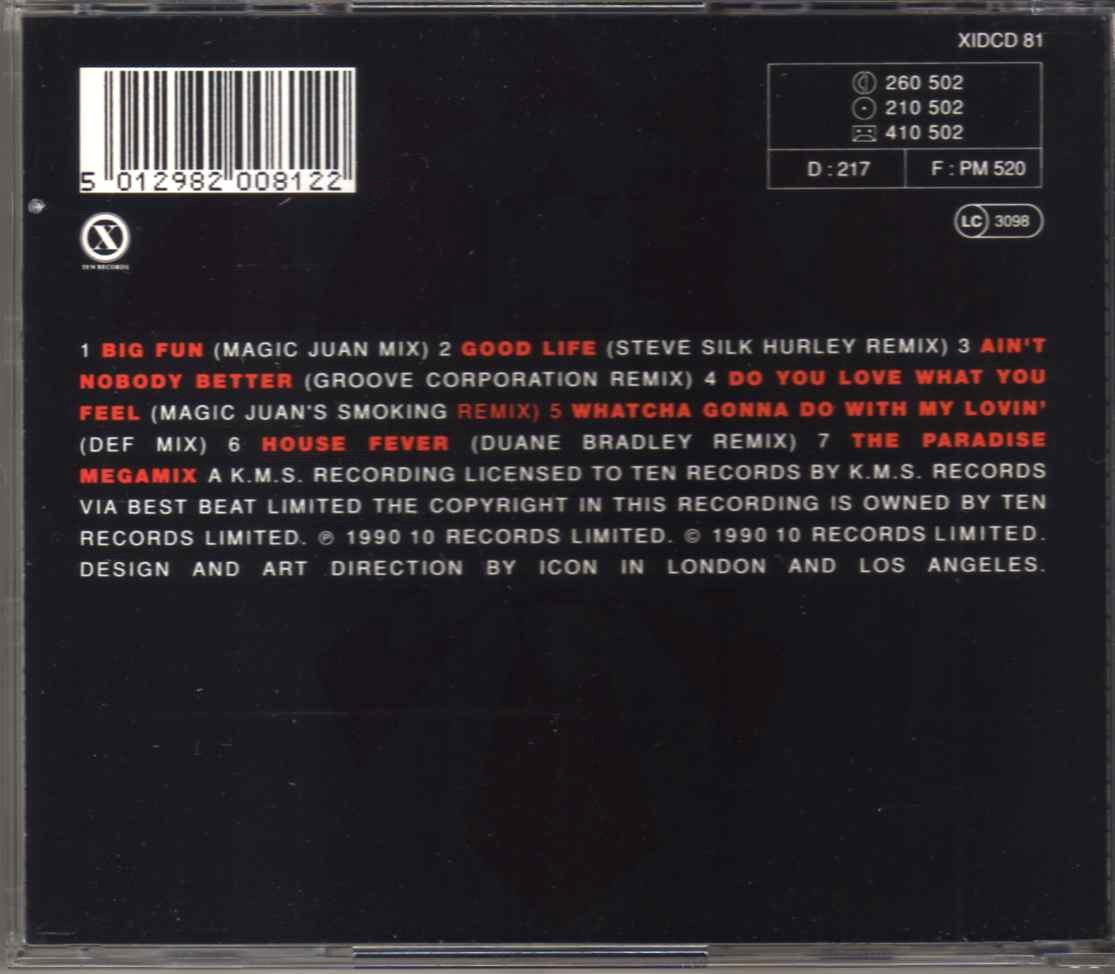 XIDCD 81
260 502
210 502
410 502
D : 217 F : PM 520
LC 3098
5 012982 008122
X
TEN RECORDS
1 BIG FUN (MAGIC JUAN MIX) 2 GOOD LIFE (STEVE SILK HURLEY REMIX) 3 AIN'T
NOBODY BETTER (GROOVE CORPORATION REMIX) 4 DO YOU LOVE WHAT YOU
FEEL (MAGIC JUAN'S SMOKING REMIX) 5 WHATCHA GONNA DO WITH MY LOVIN'
(DEF MIX) 6 HOUSE FEVER (DUANE BRADLEY REMIX) 7 THE PARADISE
MEGAMIX A K.M.S. RECORDING LICENSED TO TEN RECORDS BY K.M.S. RECORDS
VIA BEST BEAT LIMITED THE COPYRIGHT IN THIS RECORDING IS OWNED BY TEN
RECORDS LIMITED. ℗ 1990 10 RECORDS LIMITED. © 1990 10 RECORDS LIMITED.
DESIGN AND ART DIRECTION BY ICON IN LONDON AND LOS ANGELES.